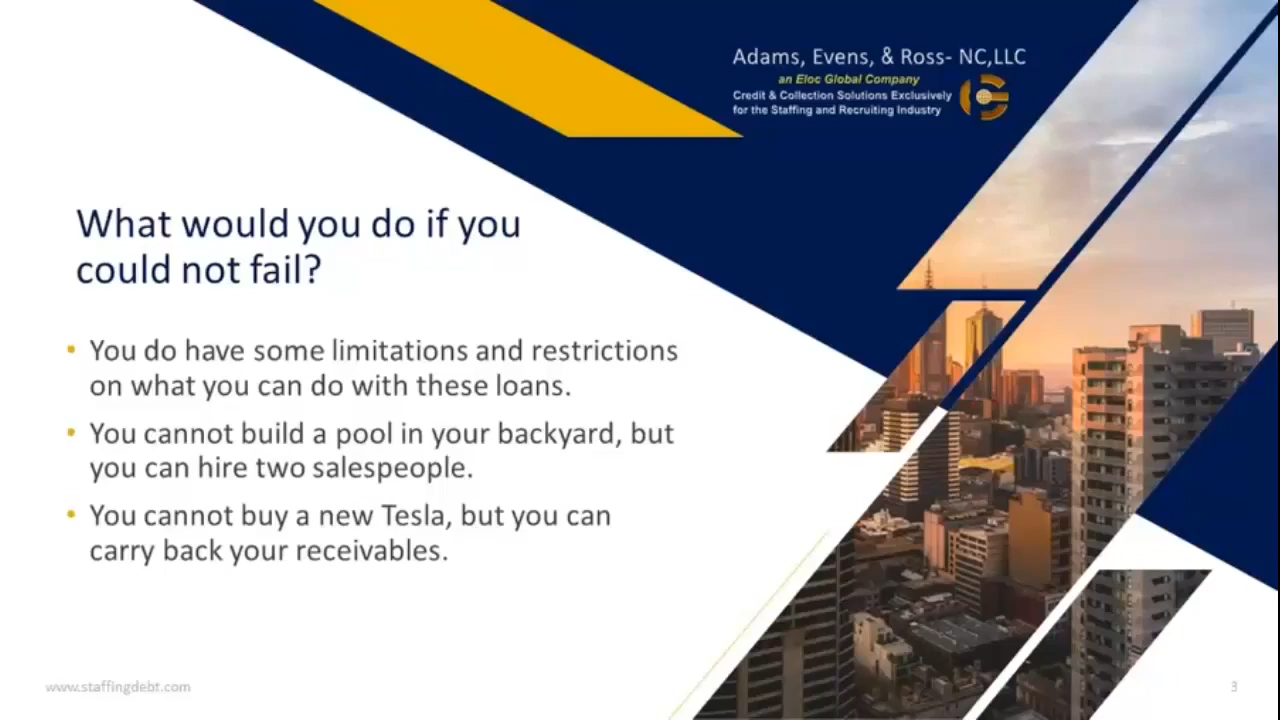 Adams, Evens, & Ross- NC,LLC
an Eloc Global Company
Credit & Collection Solutions Exclusively
for the Staffing and Recruiting Industry
What would you do if you
could not fail?
• You do have some limitations and restrictions
on what you can do with these loans.
• You cannot build a pool in your backyard, but
you can hire two salespeople.
• You cannot buy a new Tesla, but you can
carry back your receivables.
www.staffingdebt.com
3